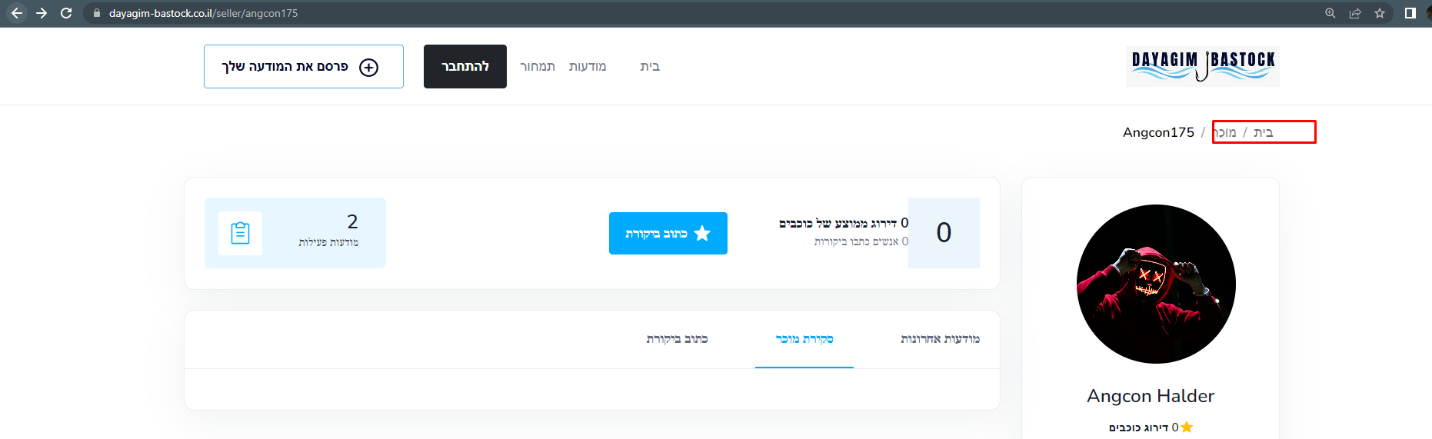 dayagim-bastock.co.il/seller/angcon175
DAYAGIM BASTOCK
בית מודעות תמחור להתחבר פרסם את המודעה שלך
בית / מוכר / Angcon175
0
0 דירוג ממוצע של כוכבים
0 אנשים כתבו ביקורות
כתוב ביקורת
2
מודעות פעילות
מודעות אחרונות סקירת מוכר כתוב ביקורת
Angcon Halder
0 דירוג כוכבים